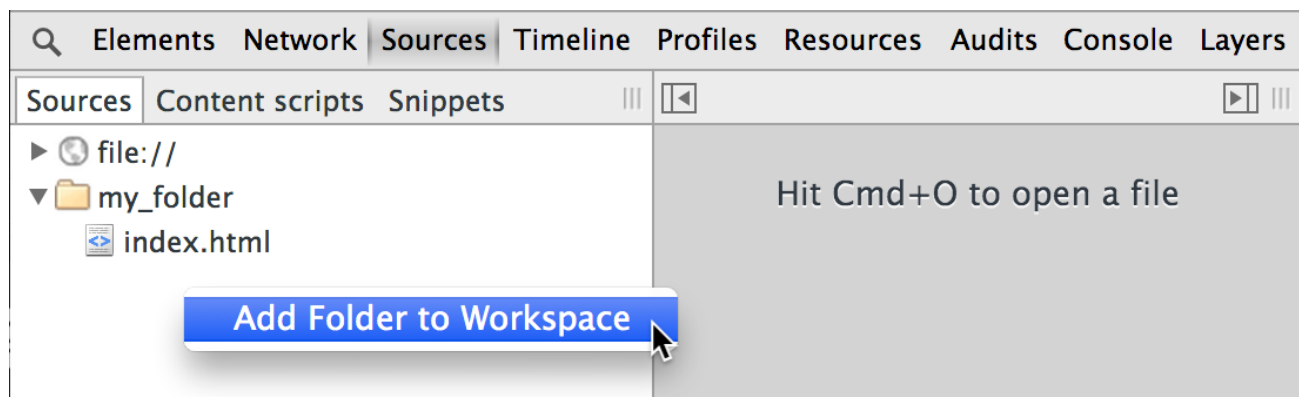 Elements Network Sources Timeline Profiles Resources Audits Console Layers
Sources Content scripts Snippets
file://
my_folder
index.html
Hit Cmd+O to open a file
Add Folder to Workspace